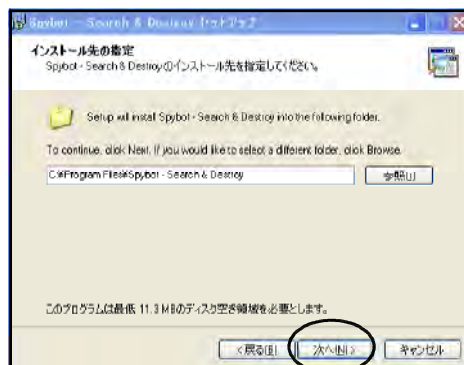 Spybot - Search & Destroy セットアップ
インストール先の指定
Spybot - Search & Destroyのインストール先を指定してください。
Setup will install Spybot - Search & Destroy into the following folder.
To continue, click Next. If you would like to select a different folder, click Browse.
C:¥Program Files¥Spybot - Search & Destroy
参照(R)
このプログラムは最低 11.3 MBのディスク空き領域を必要とします。
<戻る(B) 次へ(N)> キャンセル